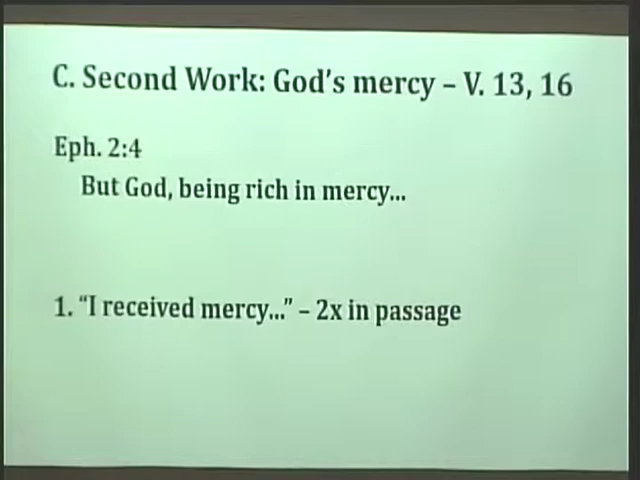 C. Second Work: God's mercy – V. 13, 16
Eph. 2:4
But God, being rich in mercy...
1. “I received mercy...” – 2x in passage